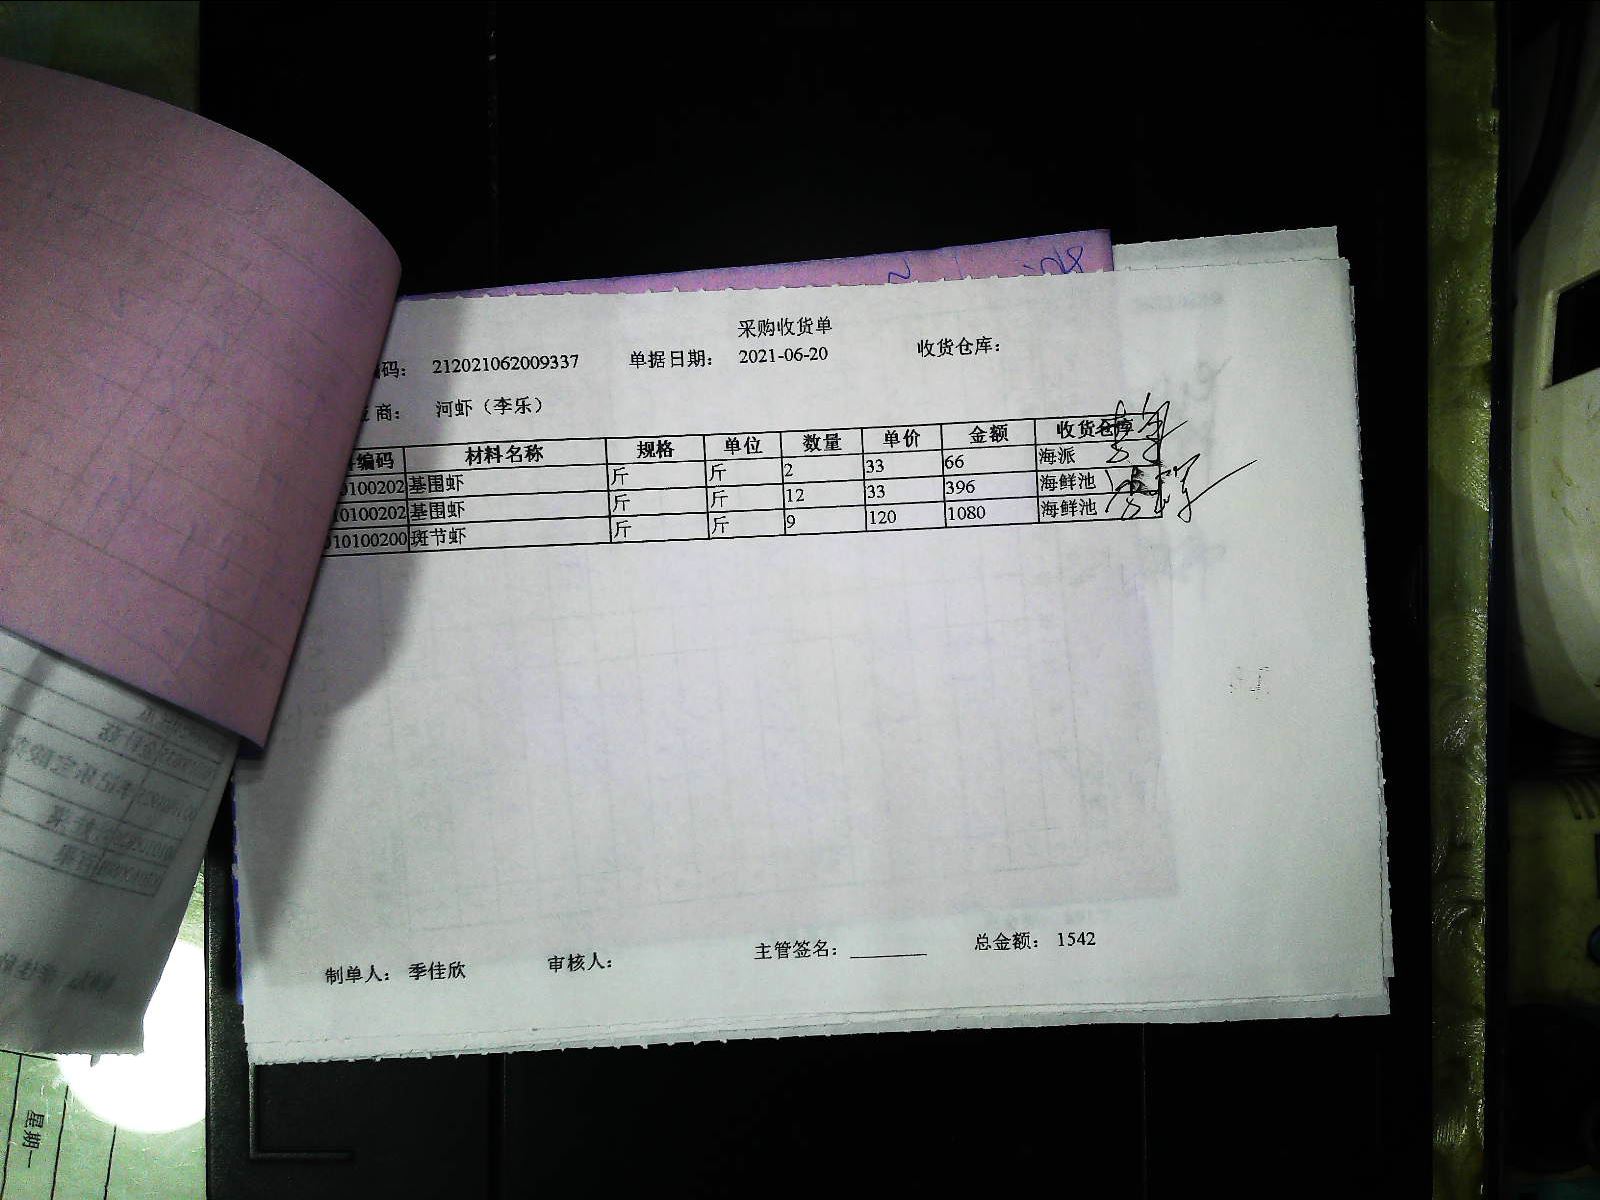 采购收货单
码： 212021062009337 单据日期： 2021-06-20 收货仓库：
商： 河虾（李乐）
编码 材料名称 规格 单位 数量 单价 金额 收货仓库
0100202 基围虾 斤 斤 2 33 66 海派
10100202 基围虾 斤 斤 12 33 396 海鲜池
010100200 斑节虾 斤 斤 9 120 1080 海鲜池
制单人： 季佳欣 审核人： 主管签名： 总金额： 1542
星期一